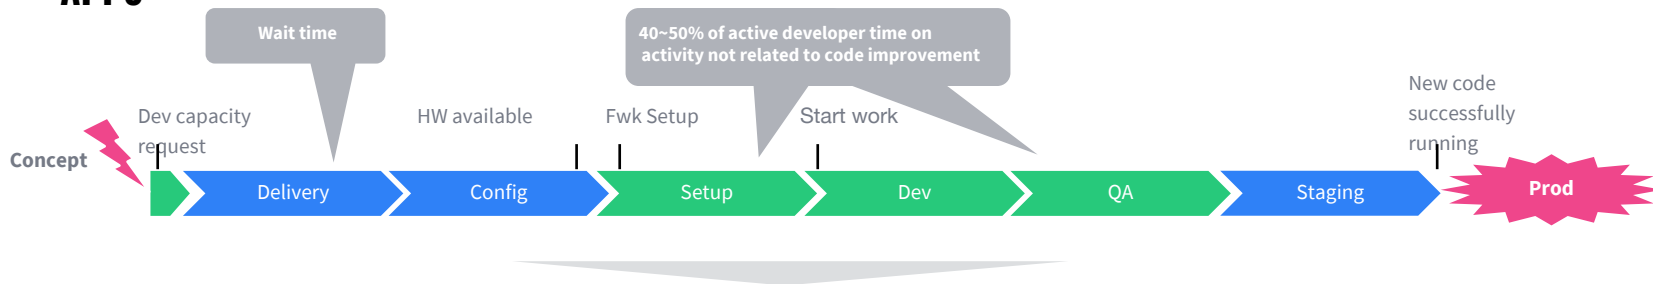 Wait time
40~50% of active developer time on
activity not related to code improvement
New code
successfully
running
Dev capacity
request
HW available
Fwk Setup
Start work
Concept
Delivery
Config
Setup
Dev
QA
Staging
Prod